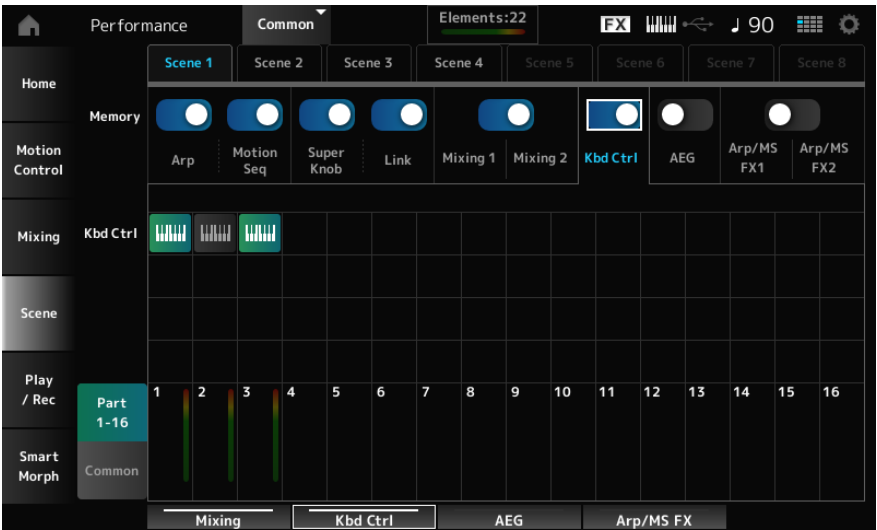 Performance
Common
Elements:22
FX
90
Scene 1
Scene 2
Scene 3
Scene 4
Scene 5
Scene 6
Scene 7
Scene 8
Home
Motion
Control
Mixing
Scene
Play
/ Rec
Smart
Morph
Memory
Arp
Motion
Seq
Super
Knob
Link
Mixing 1
Mixing 2
Kbd Ctrl
AEG
Arp/MS
FX1
Arp/MS
FX2
Kbd Ctrl
Part
1-16
Common
1 2 3 4 5 6 7 8 9 10 11 12 13 14 15 16
Mixing
Kbd Ctrl
AEG
Arp/MS FX